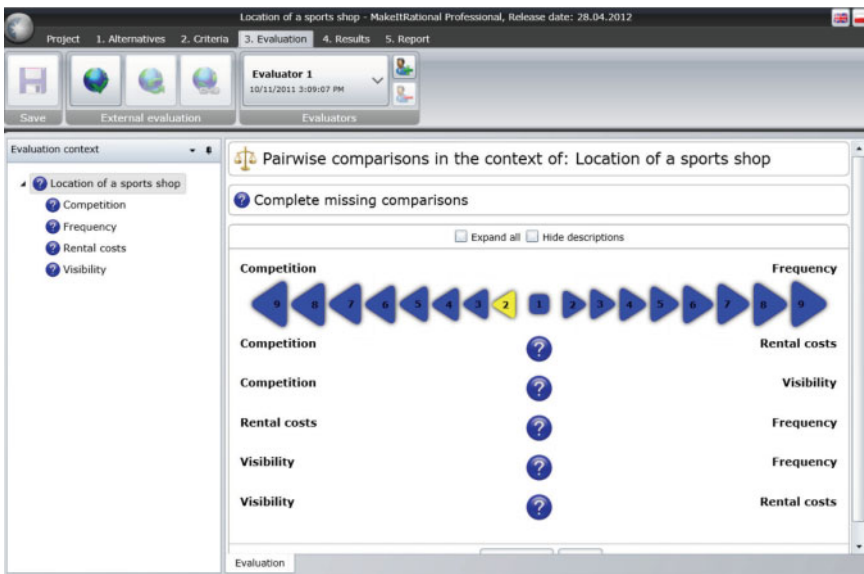 Location of a sports shop - MakeItRational Professional, Release date: 28.04.2012
Project 1. Alternatives 2. Criteria 3. Evaluation 4. Results 5. Report
Evaluator 1
10/11/2011 3:09:07 PM
Save External evaluation Evaluators
Evaluation context
Location of a sports shop
Competition
Frequency
Rental costs
Visibility
Pairwise comparisons in the context of: Location of a sports shop
Complete missing comparisons
Expand all Hide descriptions
Competition Frequency
9 8 7 6 5 4 3 2 1 2 3 4 5 6 7 8 9
Competition ? Rental costs
Competition ? Visibility
Rental costs ? Frequency
Visibility ? Frequency
Visibility ? Rental costs
Evaluation